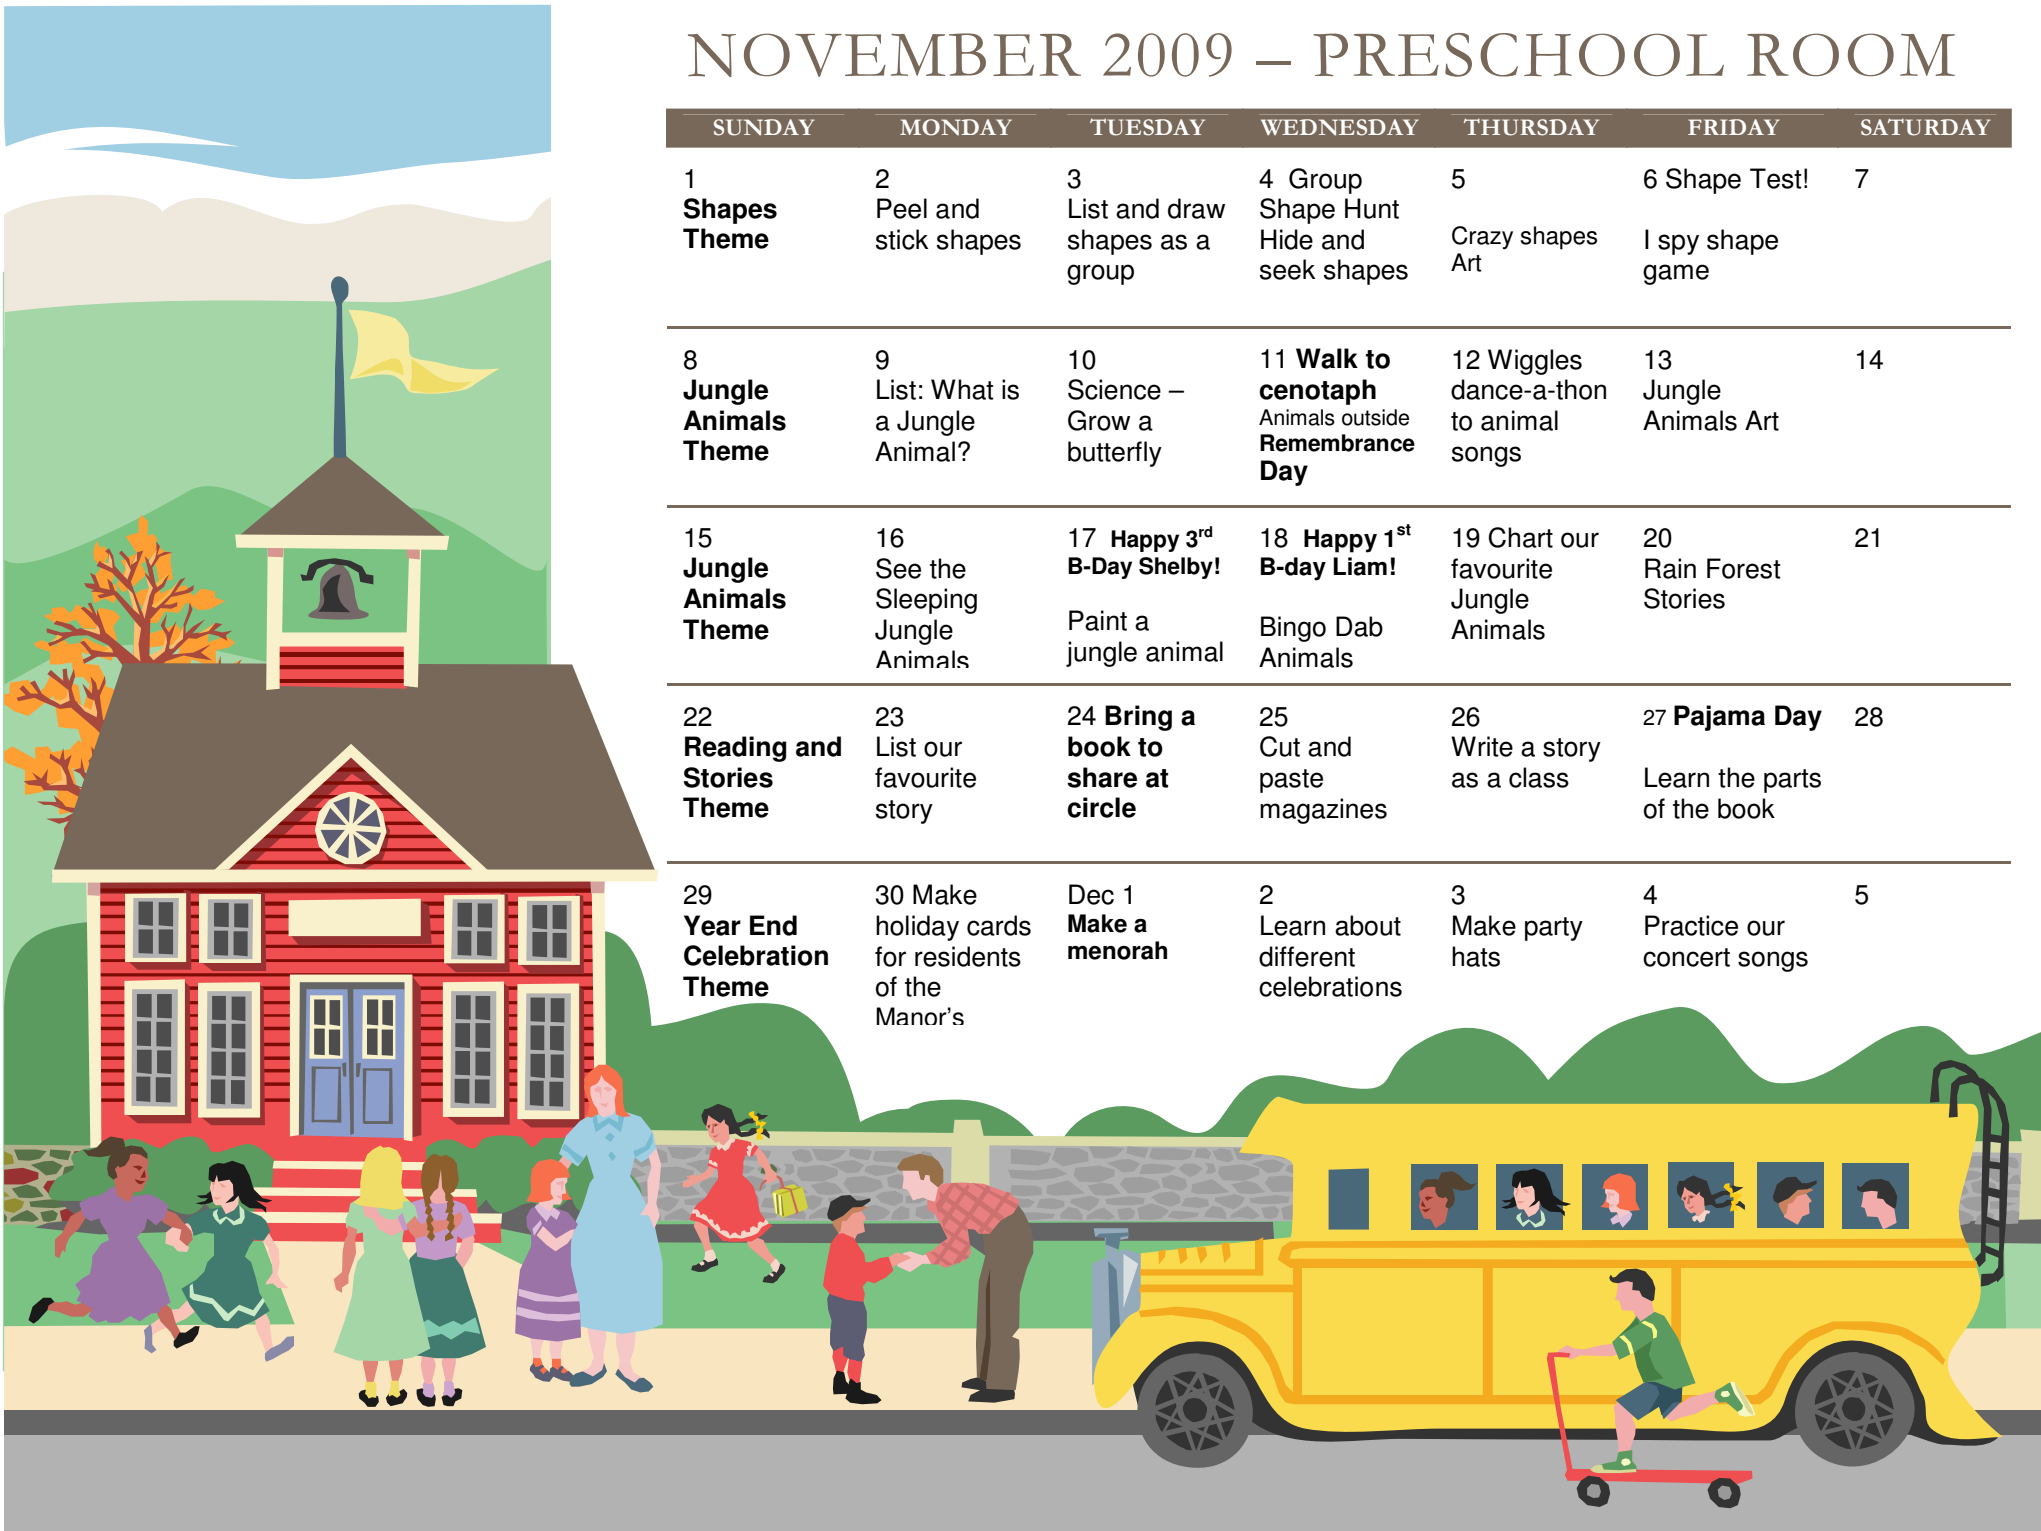 NOVEMBER 2009 – PRESCHOOL ROOM
SUNDAY MONDAY TUESDAY WEDNESDAY THURSDAY FRIDAY SATURDAY
1
Shapes
Theme
2
Peel and
stick shapes
3
List and draw
shapes as a
group
4 Group
Shape Hunt
Hide and
seek shapes
5
Crazy shapes
Art
6 Shape Test!
I spy shape
game
7
8
Jungle
Animals
Theme
9
List: What is
a Jungle
Animal?
10
Science –
Grow a
butterfly
11 Walk to
cenotaph
Animals outside
Remembrance
Day
12 Wiggles
dance-a-thon
to animal
songs
13
Jungle
Animals Art
14
15
Jungle
Animals
Theme
16
See the
Sleeping
Jungle
Animals
17 Happy 3rd
B-Day Shelby!
Paint a
jungle animal
18 Happy 1st
B-day Liam!
Bingo Dab
Animals
19 Chart our
favourite
Jungle
Animals
20
Rain Forest
Stories
21
22
Reading and
Stories
Theme
23
List our
favourite
story
24 Bring a
book to
share at
circle
25
Cut and
paste
magazines
26
Write a story
as a class
27 Pajama Day
Learn the parts
of the book
28
29
Year End
Celebration
Theme
30 Make
holiday cards
for residents
of the
Manor's
Dec 1
Make a
menorah
2
Learn about
different
celebrations
3
Make party
hats
4
Practice our
concert songs
5